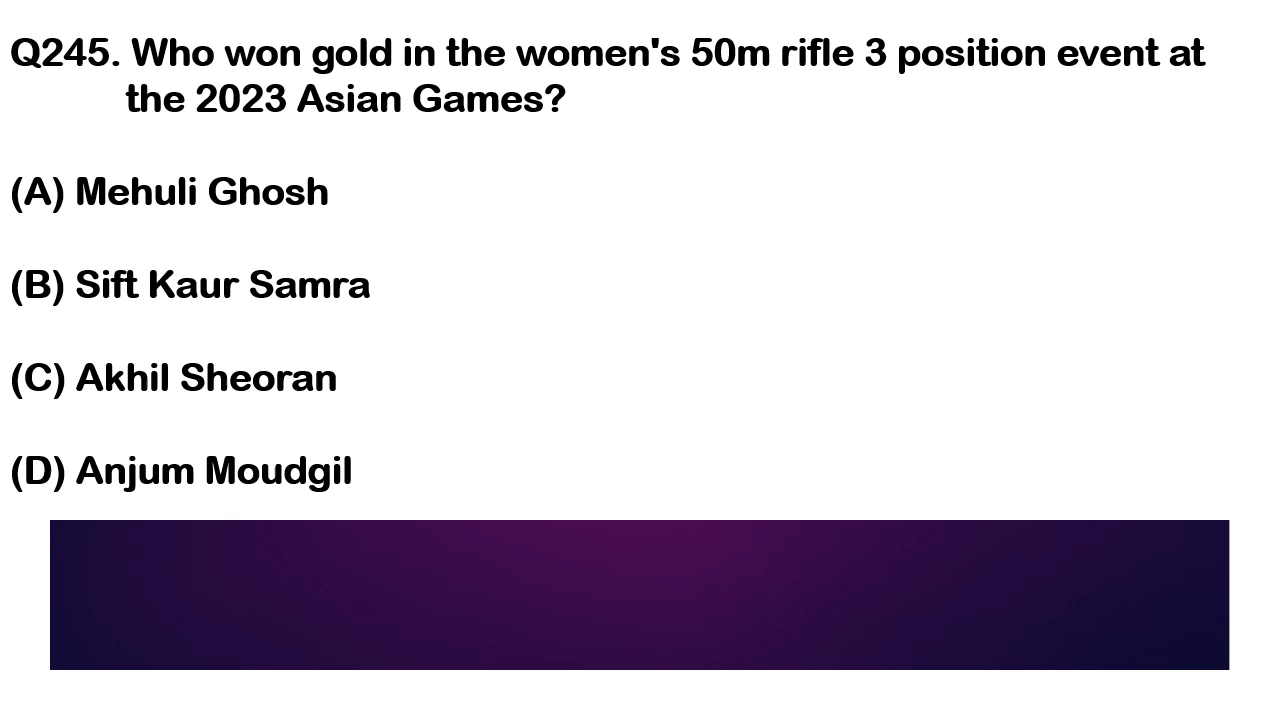 Q245. Who won gold in the women's 50m rifle 3 position event at
the 2023 Asian Games?
(A) Mehuli Ghosh
(B) Sift Kaur Samra
(C) Akhil Sheoran
(D) Anjum Moudgil